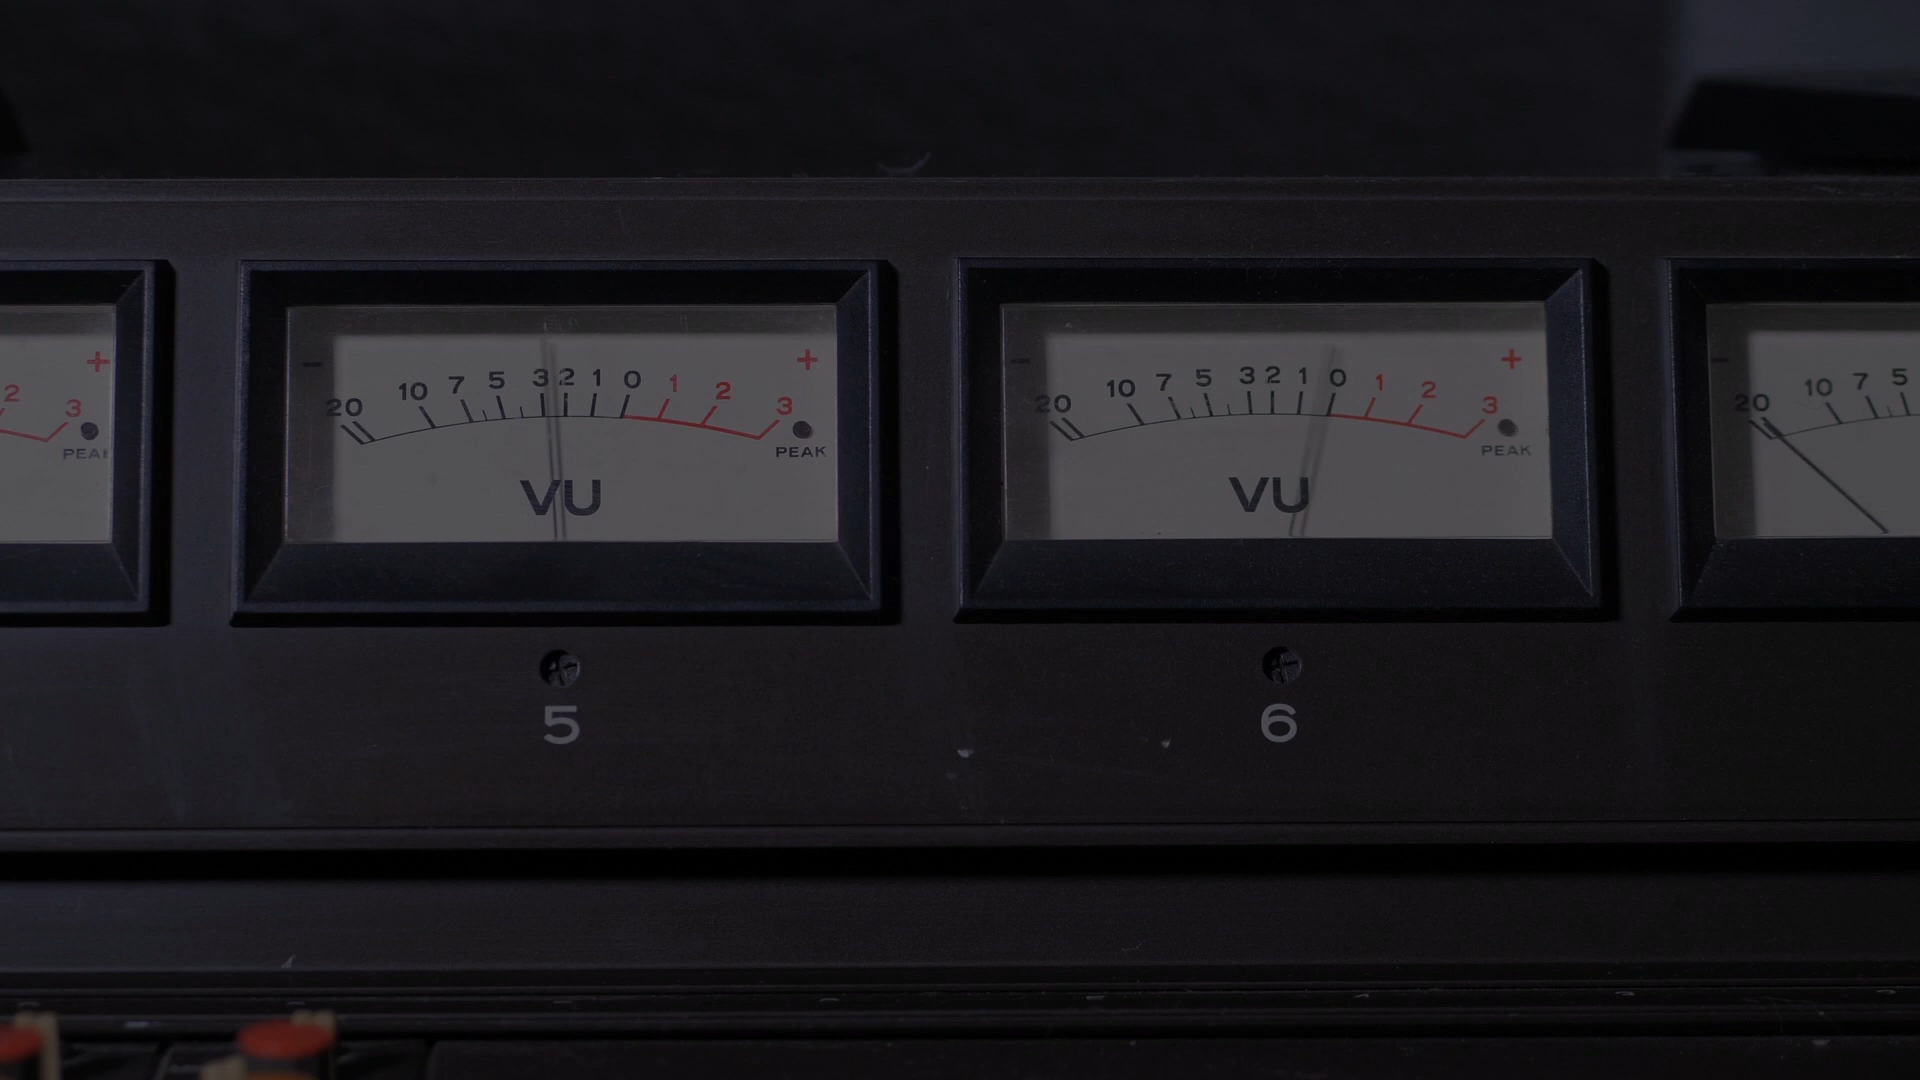 2 3 +
PEAK
− 20 10 7 5 3 2 1 0 1 2 3 +
PEAK
VU
5
− 20 10 7 5 3 2 1 0 1 2 3 +
PEAK
VU
6
− 20 10 7 5